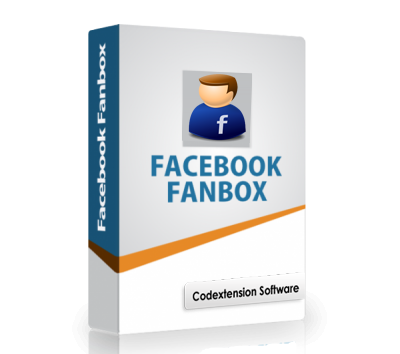 Facebook Fanbox
f
FACEBOOK
FANBOX
Codextension Software